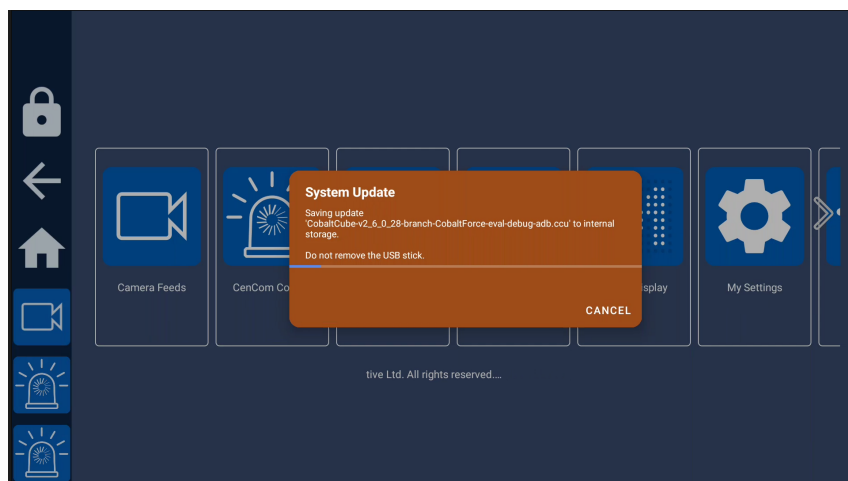 System Update
Saving update
'CobaltCube-v2_6_0_28-branch-CobaltForce-eval-debug-adb.ccu' to internal
storage.
Do not remove the USB stick.
CANCEL
Camera Feeds
CenCom Co
splay
My Settings
tive Ltd. All rights reserved....